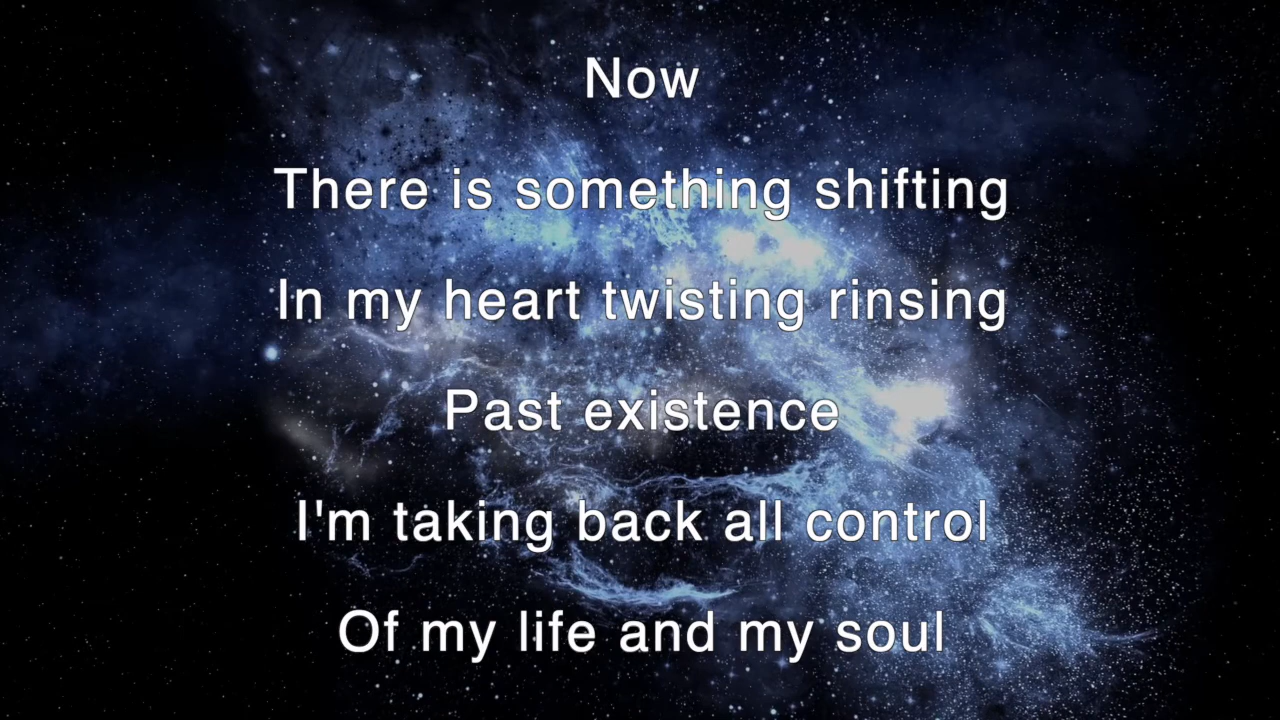 Now
There is something shifting
In my heart twisting rinsing
Past existence
I'm taking back all control
Of my life and my soul